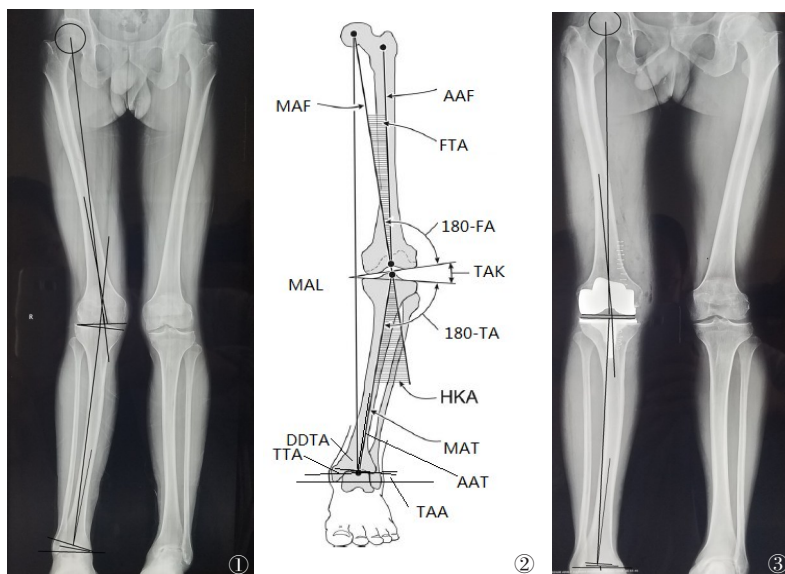 R
①
MAF
AAF
FTA
180-FA
TAK
MAL
180-TA
HKA
MAT
DDTA
TTA
AAT
TAA
②
③